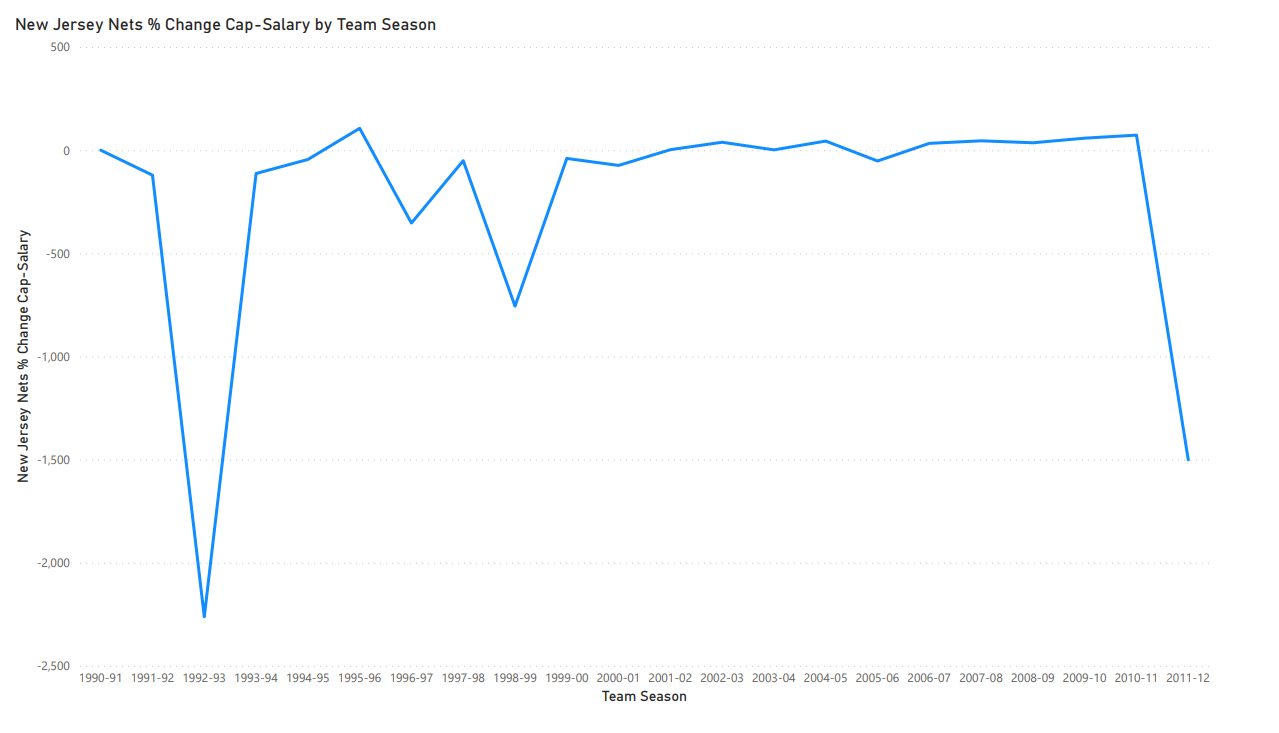 New Jersey Nets % Change Cap-Salary by Team Season
New Jersey Nets % Change Cap-Salary
500
0
-500
-1,000
-1,500
-2,000
-2,500
1990-91 1991-92 1992-93 1993-94 1994-95 1995-96 1996-97 1997-98 1998-99 1999-00 2000-01 2001-02 2002-03 2003-04 2004-05 2005-06 2006-07 2007-08 2008-09 2009-10 2010-11 2011-12
Team Season